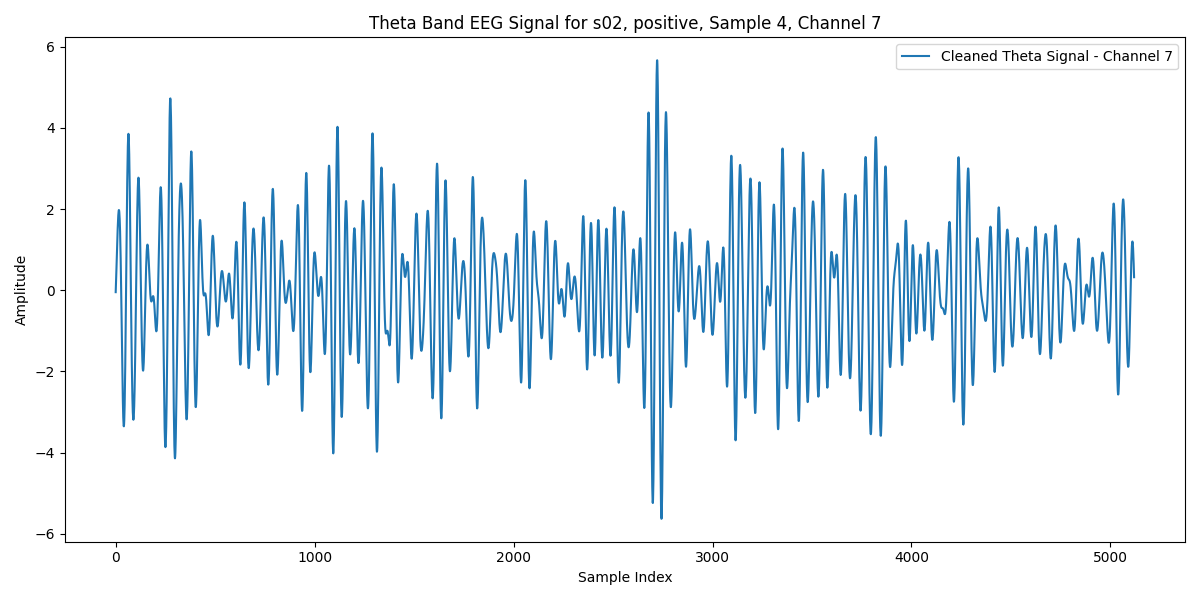 Theta Band EEG Signal for s02, positive, Sample 4, Channel 7
Cleaned Theta Signal - Channel 7
Amplitude
6
4
2
0
−2
−4
−6
0 1000 2000 3000 4000 5000
Sample Index